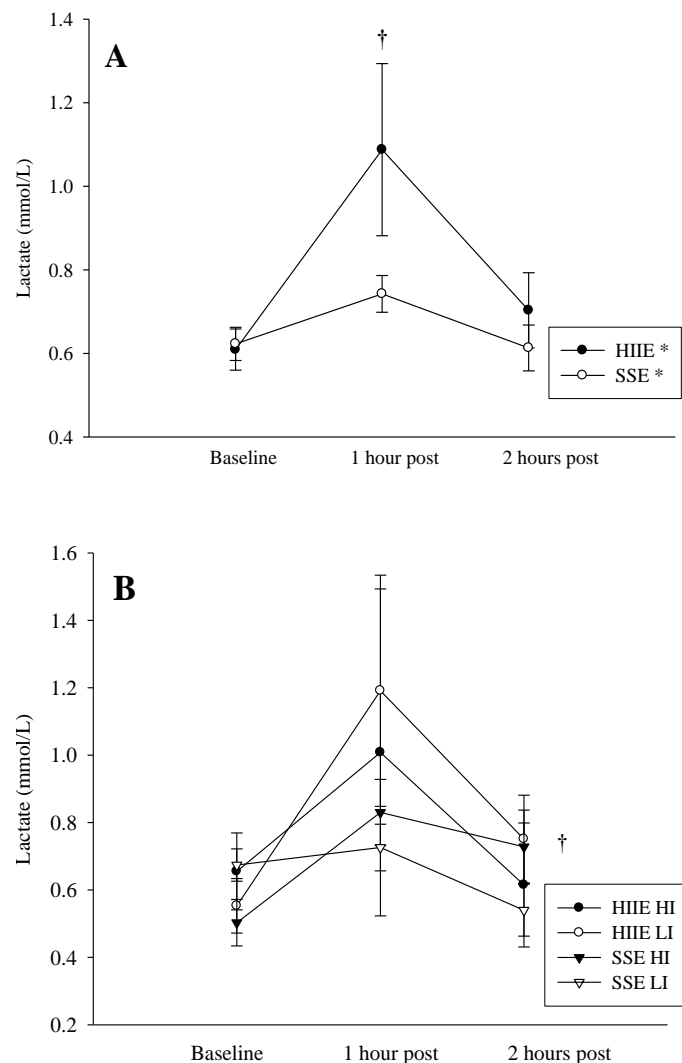 1.4
†
A
1.2
1.0
Lactate (mmol/L)
0.8
0.6
HIIE *
SSE *
0.4
Baseline 1 hour post 2 hours post
1.6
B
1.4
1.2
1.0
Lactate (mmol/L)
0.8
†
0.6
HIIE HI
HIIE LI
0.4
SSE HI
SSE LI
0.2
Baseline 1 hour post 2 hours post